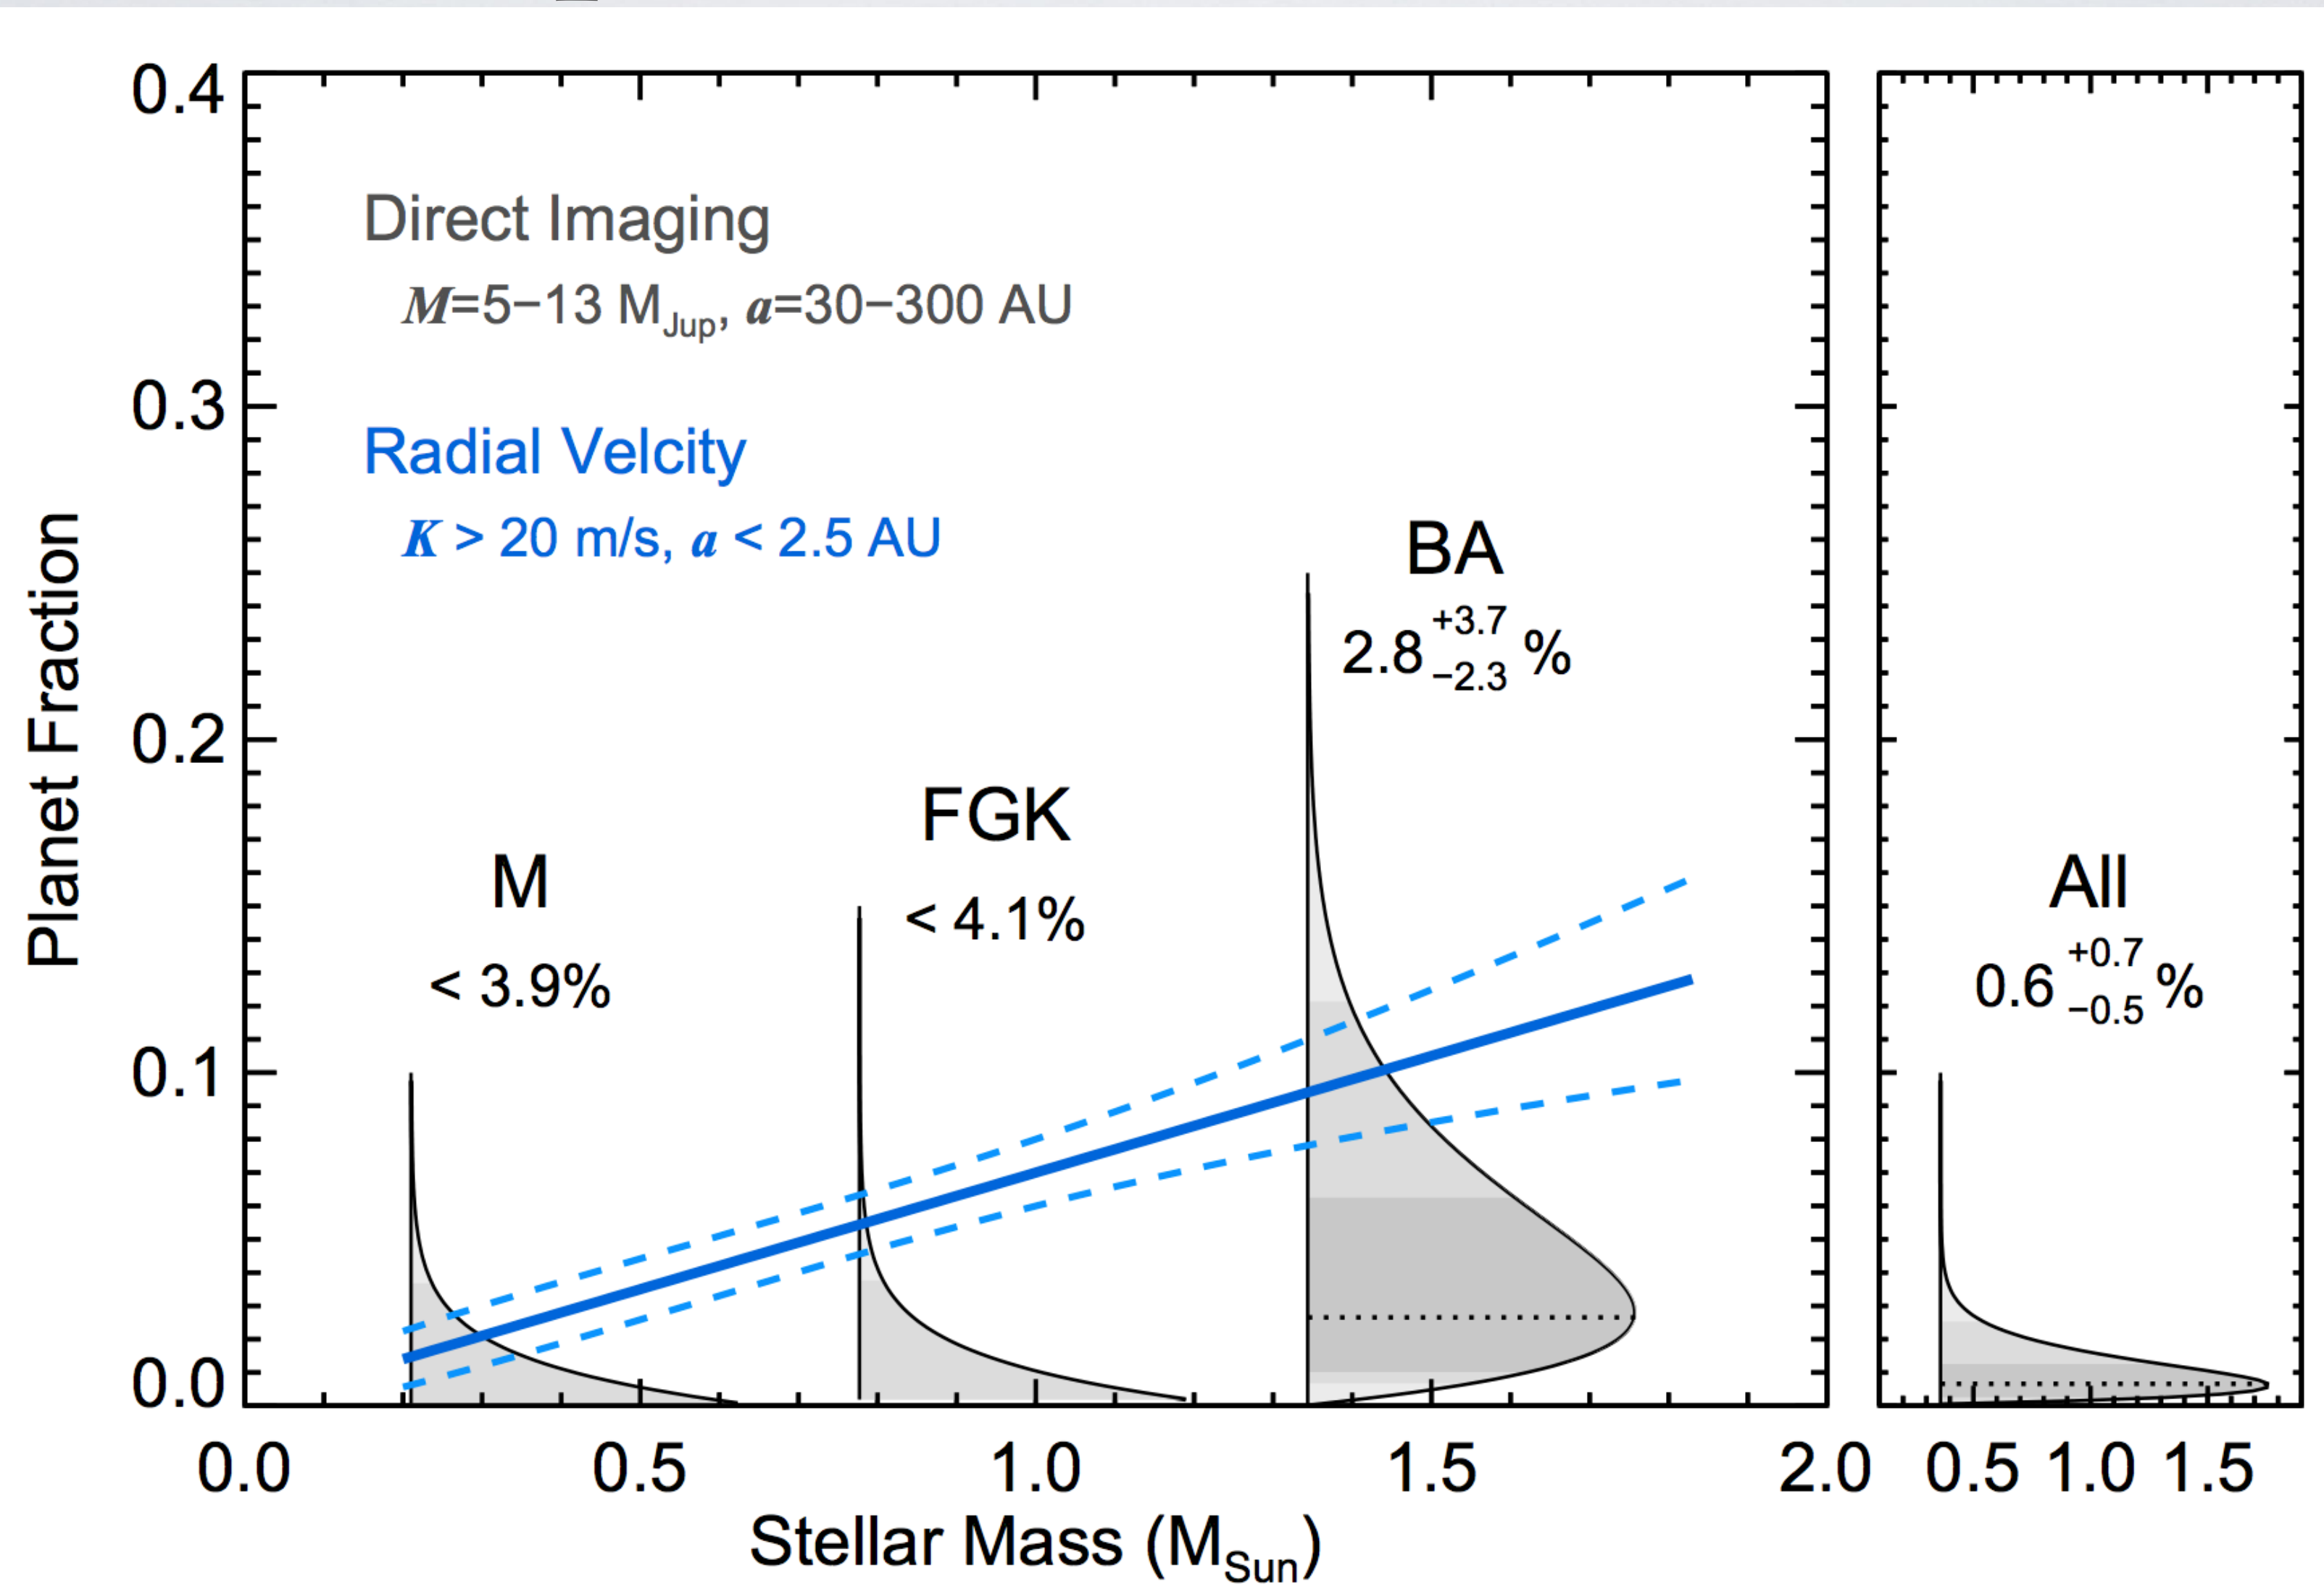 0.4
0.3
0.2
0.1
0.0
Planet Fraction
Direct Imaging
M=5−13 MJup, a=30−300 AU
Radial Velcity
K > 20 m/s, a < 2.5 AU
BA
2.8 +3.7 −2.3 %
FGK
< 4.1%
M
< 3.9%
All
0.6 +0.7 −0.5 %
0.0 0.5 1.0 1.5 2.0 0.5 1.0 1.5
Stellar Mass (MSun)